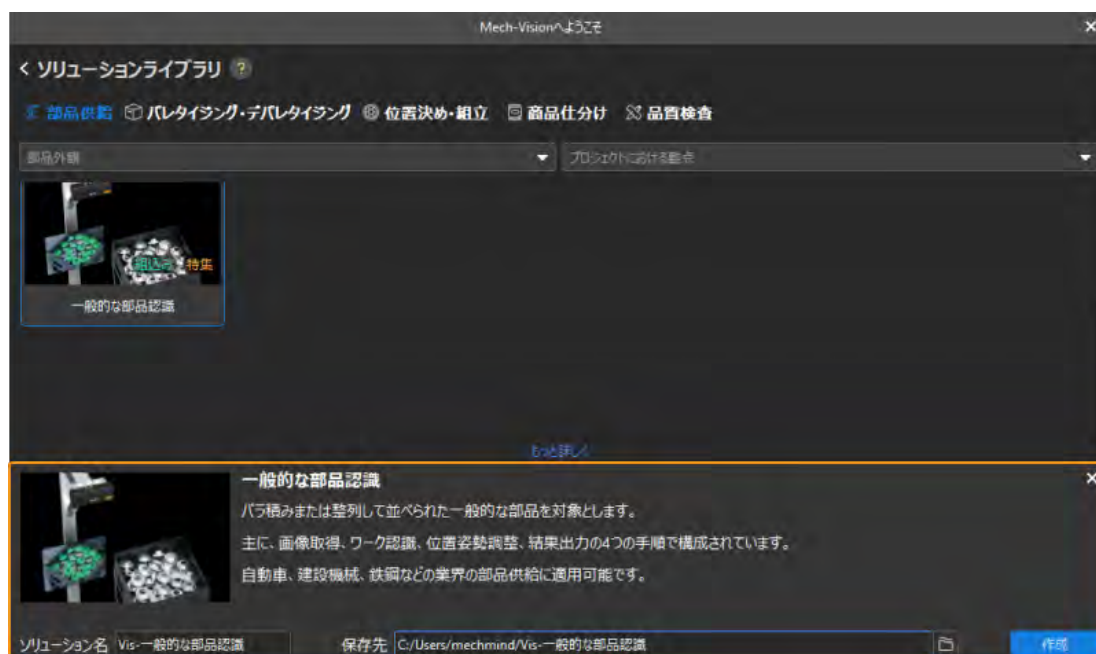 Mech-Visionへようこそ
ソリューションライブラリ ?
部品供給 パレタイジング・デパレタイジング 位置決め・組立 商品仕分け 品質検査
部品外観 プロジェクトにおける難点
組込み 特集
一般的な部品認識
もっと詳しく
一般的な部品認識
バラ積みまたは整列して並べられた一般的な部品を対象とします。
主に、画像取得、ワーク認識、位置姿勢調整、結果出力の4つの手順で構成されています。
自動車、建設機械、鉄鋼などの業界の部品供給に適用可能です。
ソリューション名 Vis-一般的な部品認識 保存先 C:/Users/mechmind/Vis-一般的な部品認識 作成